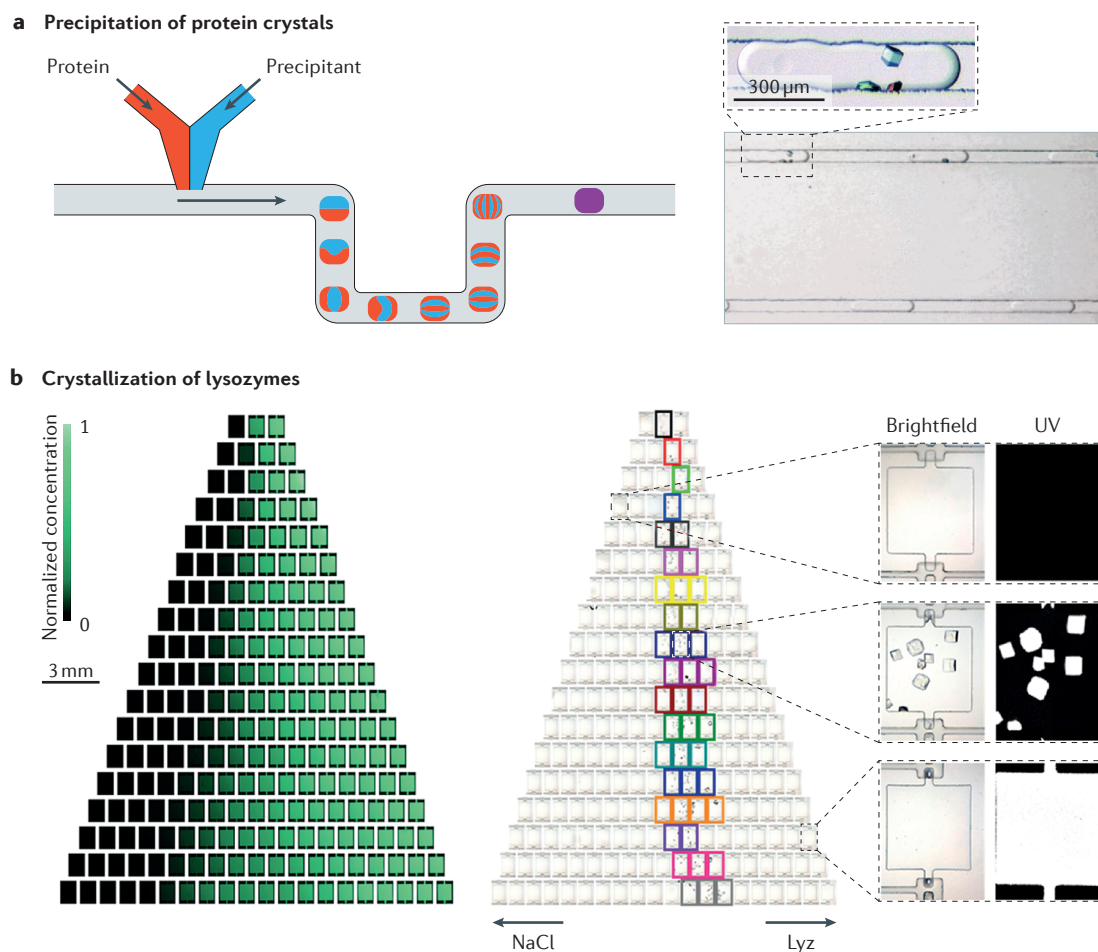 a Precipitation of protein crystals
Protein
Precipitant
300 µm
b Crystallization of lysozymes
Normalized concentration
1
0
3 mm
Brightfield
UV
NaCl
Lyz